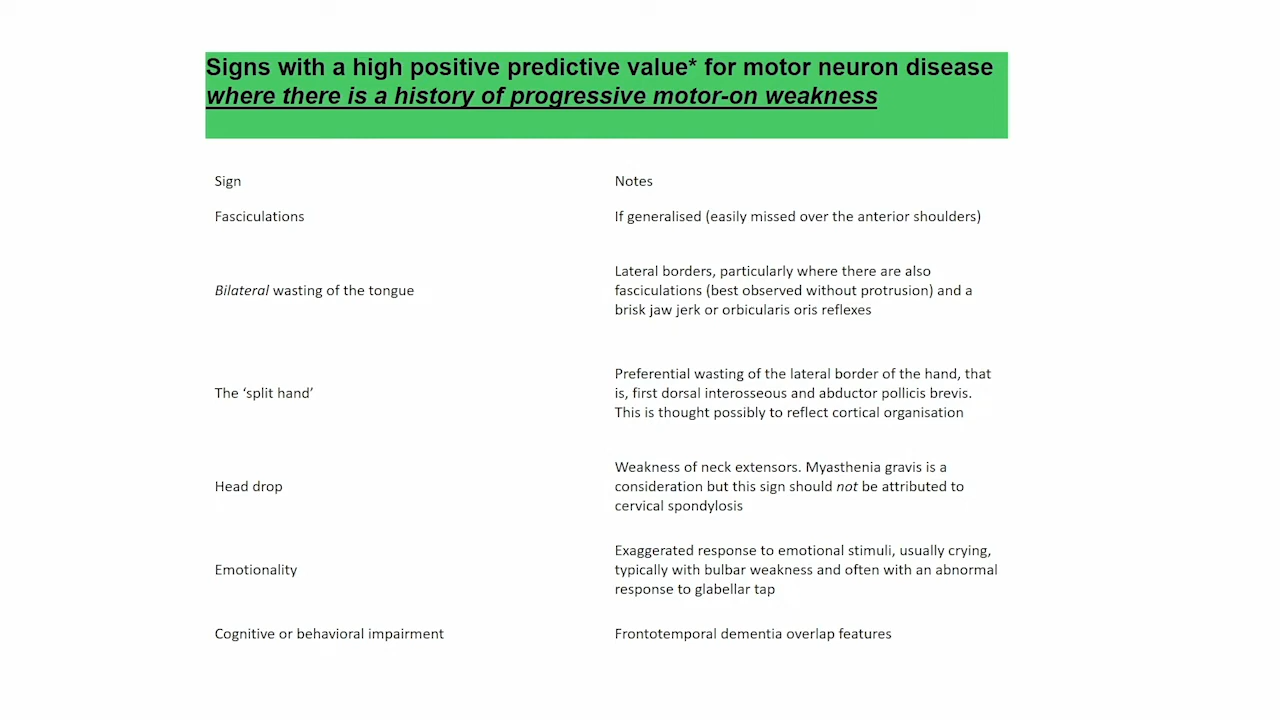 Signs with a high positive predictive value* for motor neuron disease
where there is a history of progressive motor-on weakness
Sign
Notes
Fasciculations
If generalised (easily missed over the anterior shoulders)
Bilateral wasting of the tongue
Lateral borders, particularly where there are also
fasciculations (best observed without protrusion) and a
brisk jaw jerk or orbicularis oris reflexes
The ‘split hand’
Preferential wasting of the lateral border of the hand, that
is, first dorsal interosseous and abductor pollicis brevis.
This is thought possibly to reflect cortical organisation
Head drop
Weakness of neck extensors. Myasthenia gravis is a
consideration but this sign should not be attributed to
cervical spondylosis
Emotionality
Exaggerated response to emotional stimuli, usually crying,
typically with bulbar weakness and often with an abnormal
response to glabellar tap
Cognitive or behavioral impairment
Frontotemporal dementia overlap features